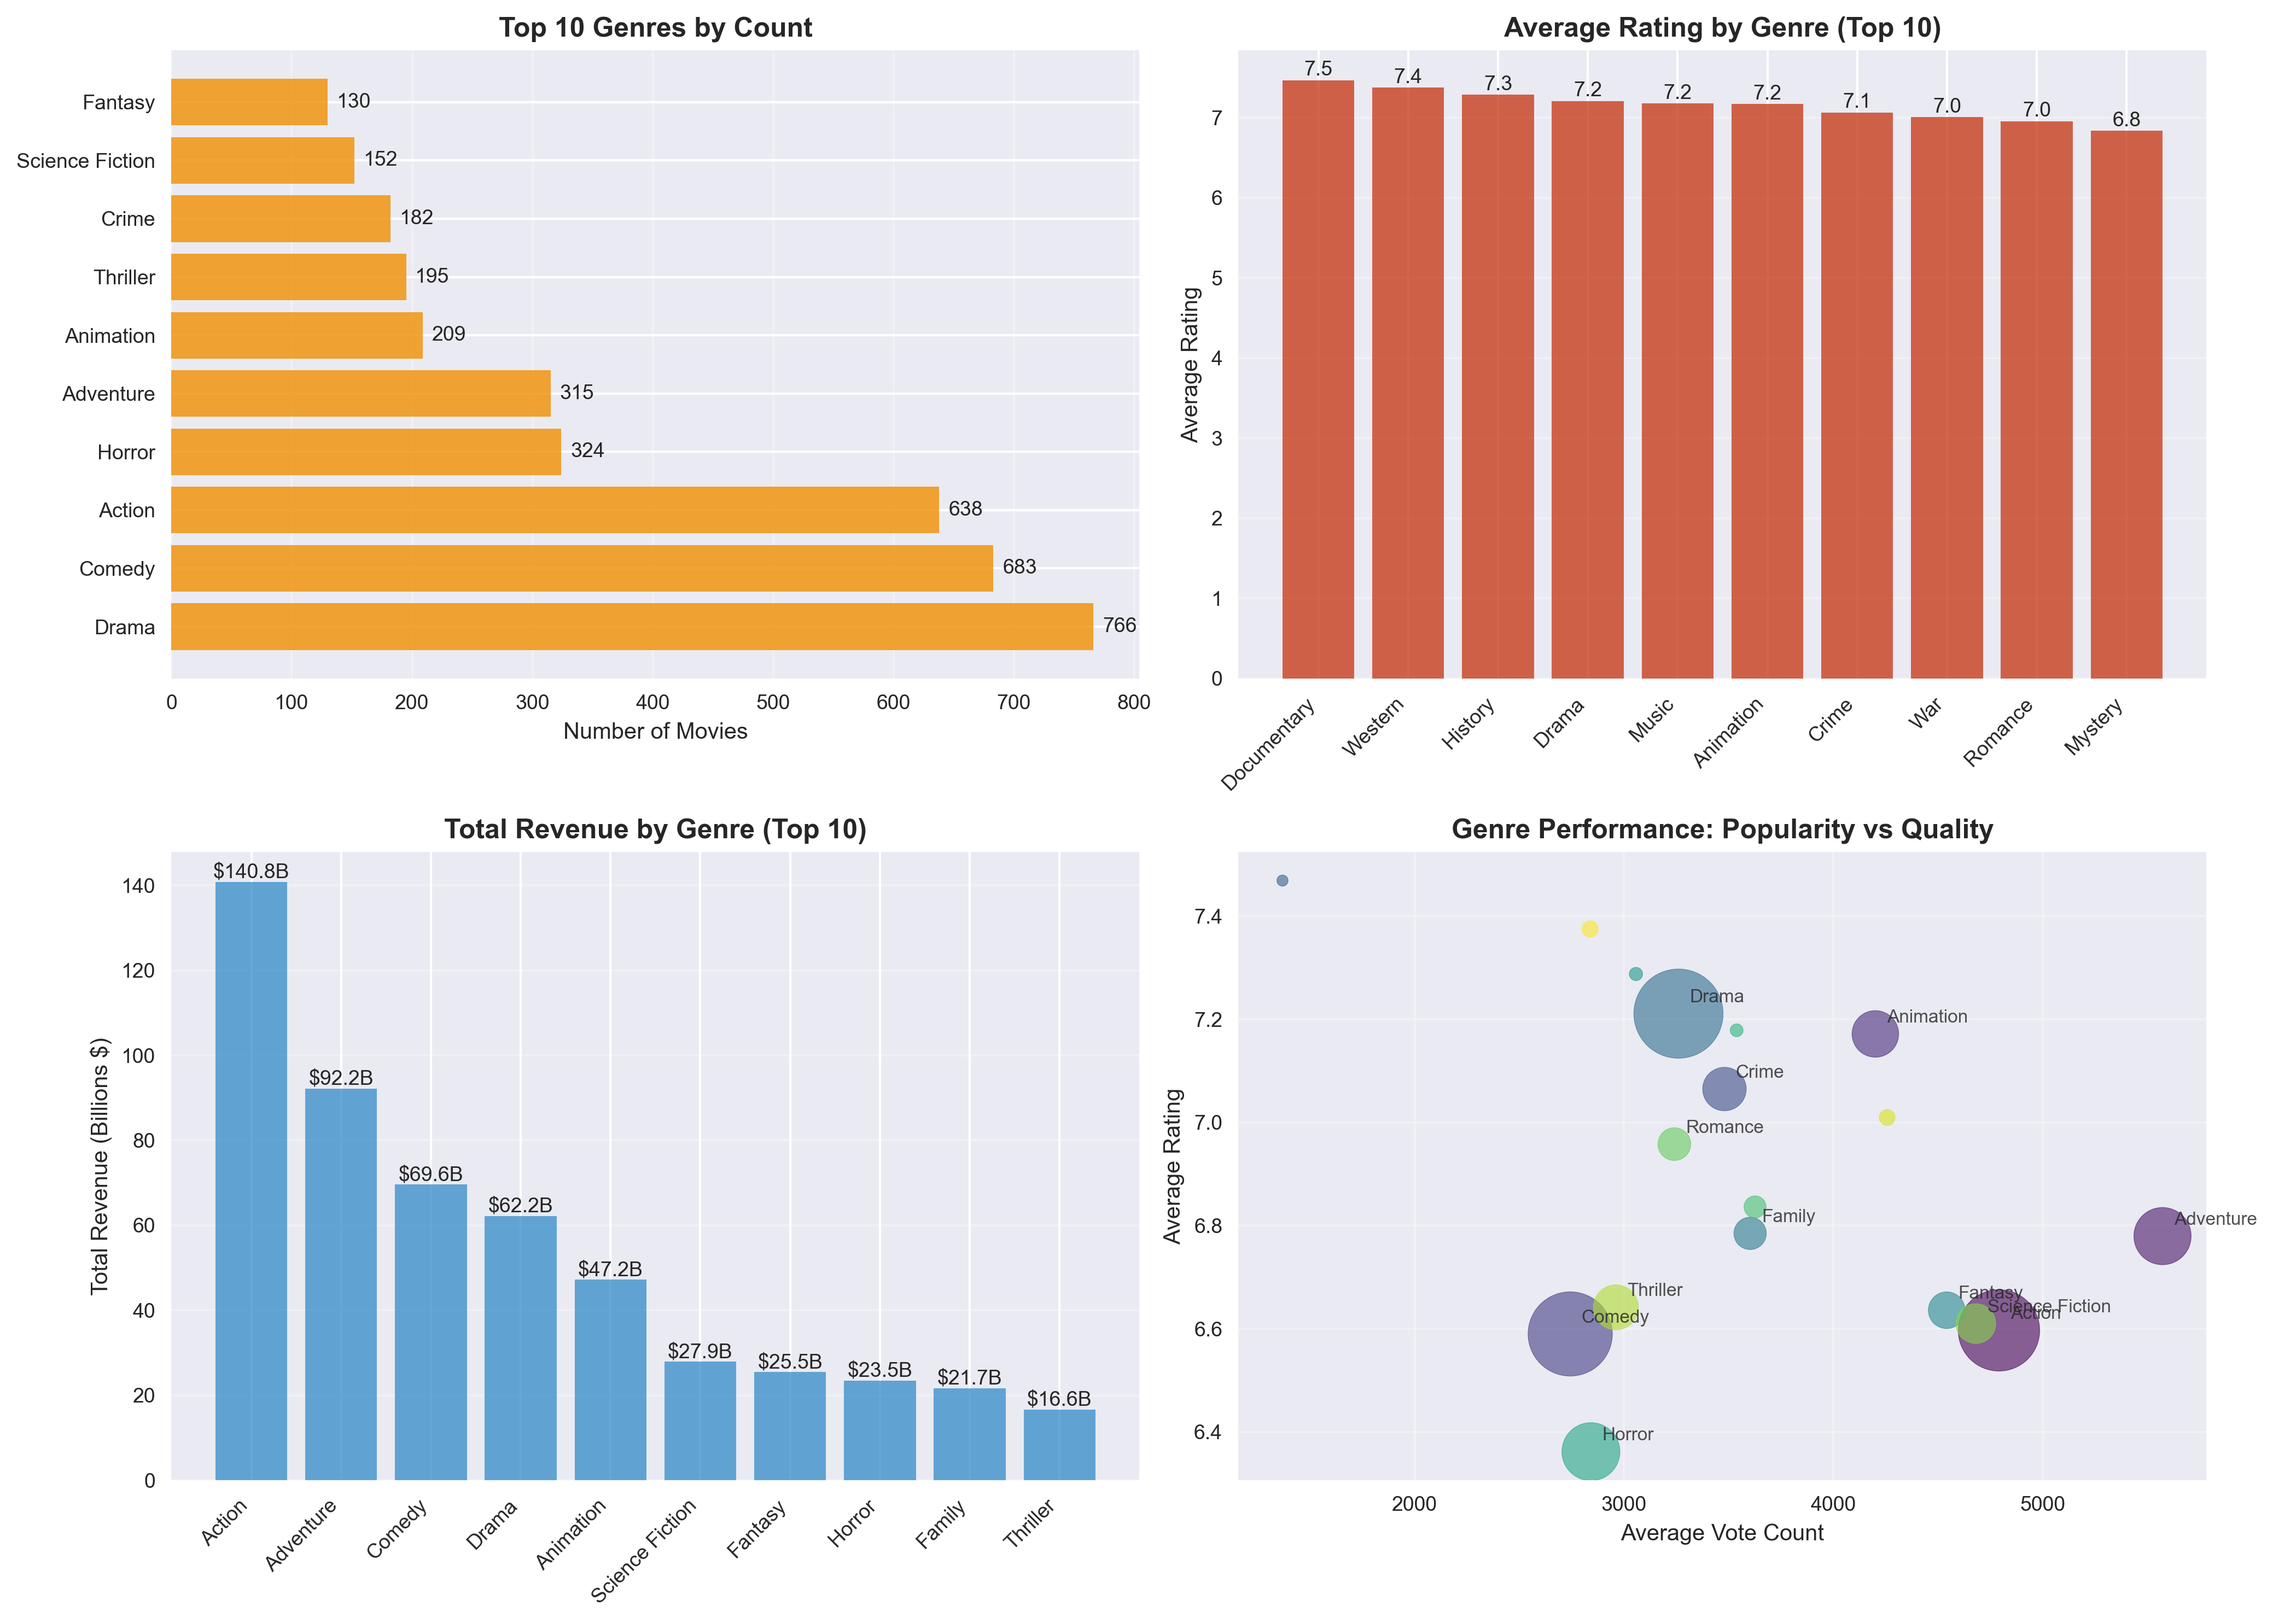 Top 10 Genres by Count
Fantasy
130
Science Fiction
152
Crime
182
Thriller
195
Animation
209
Adventure
315
Horror
324
Action
638
Comedy
683
Drama
766
0 100 200 300 400 500 600 700 800
Number of Movies
Average Rating by Genre (Top 10)
7.5 7.4 7.3 7.2 7.2 7.2 7.1 7.0 7.0 6.8
7
6
5
4
3
2
1
0
Average Rating
Documentary Western History Drama Music Animation Crime War Romance Mystery
Total Revenue by Genre (Top 10)
140
120
100
80
60
40
20
0
Total Revenue (Billions $)
$140.8B
$92.2B
$69.6B
$62.2B
$47.2B
$27.9B
$25.5B
$23.5B
$21.7B
$16.6B
Action Adventure Comedy Drama Animation Science Fiction Fantasy Horror Family Thriller
Genre Performance: Popularity vs Quality
7.4
7.2
7.0
6.8
6.6
6.4
Average Rating
Drama
Animation
Crime
Romance
Family
Adventure
Thriller
Fantasy
Science Fiction
Action
Comedy
Horror
2000 3000 4000 5000
Average Vote Count